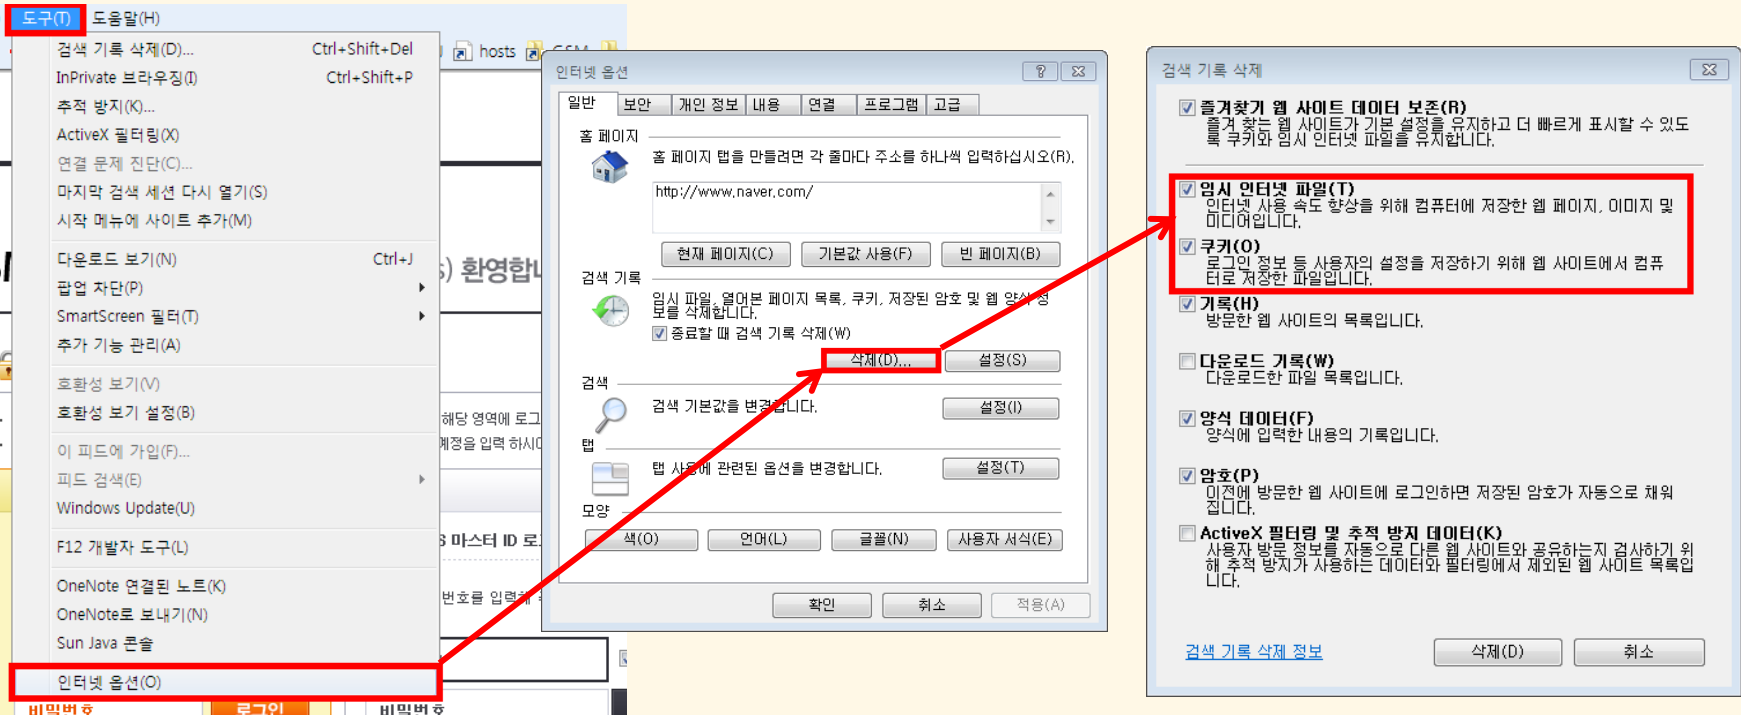 도구(T) 도움말(H)
검색 기록 삭제(D)... Ctrl+Shift+Del
InPrivate 브라우징(I) Ctrl+Shift+P
추적 방지(K)...
ActiveX 필터링(X)
연결 문제 진단(C)...
마지막 검색 세션 다시 열기(S)
시작 메뉴에 사이트 추가(M)
다운로드 보기(N) Ctrl+J
팝업 차단(P)
SmartScreen 필터(T)
추가 기능 관리(A)
호환성 보기(V)
호환성 보기 설정(B)
이 피드에 가입(F)...
피드 검색(E)
Windows Update(U)
F12 개발자 도구(L)
OneNote 연결된 노트(K)
OneNote로 보내기(N)
Sun Java 콘솔
인터넷 옵션(O)
비밀번호 로그인 비밀번호
hosts
s) 환영합니
해당 영역에 로그
계정을 입력 하시
S 마스터 ID 로
번호를 입력해
인터넷 옵션
일반 보안 개인 정보 내용 연결 프로그램 고급
홈 페이지
홈 페이지 탭을 만들려면 각 줄마다 주소를 하나씩 입력하십시오(R).
http://www.naver.com/
현재 페이지(C) 기본값 사용(F) 빈 페이지(B)
검색 기록
임시 파일, 열어본 페이지 목록, 쿠키, 저장된 암호 및 웹 양식 정
보를 삭제합니다.
종료할 때 검색 기록 삭제(W)
삭제(D)... 설정(S)
검색
검색 기본값을 변경합니다. 설정(I)
탭
탭 사용에 관련된 옵션을 변경합니다. 설정(T)
모양
색(O) 언어(L) 글꼴(N) 사용자 서식(E)
확인 취소 적용(A)
검색 기록 삭제
즐겨찾기 웹 사이트 데이터 보존(R)
즐겨 찾는 웹 사이트가 기본 설정을 유지하고 더 빠르게 표시할 수 있도
록 쿠키와 임시 인터넷 파일을 유지합니다.
임시 인터넷 파일(T)
인터넷 사용 속도 향상을 위해 컴퓨터에 저장한 웹 페이지, 이미지 및
미디어입니다.
쿠키(O)
로그인 정보 등 사용자의 설정을 저장하기 위해 웹 사이트에서 컴퓨
터로 저장한 파일입니다.
기록(H)
방문한 웹 사이트의 목록입니다.
다운로드 기록(W)
다운로드한 파일 목록입니다.
양식 데이터(F)
양식에 입력한 내용의 기록입니다.
암호(P)
이전에 방문한 웹 사이트에 로그인하면 저장된 암호가 자동으로 채워
집니다.
ActiveX 필터링 및 추적 방지 데이터(K)
사용자 방문 정보를 자동으로 다른 웹 사이트와 공유하는지 검사하기 위
해 추적 방지가 사용하는 데이터와 필터링에서 제외된 웹 사이트 목록입
니다.
검색 기록 삭제 정보 삭제(D) 취소